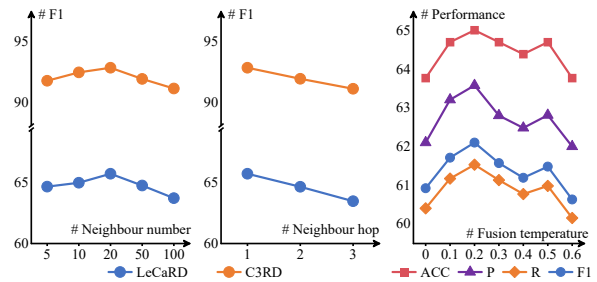 # F1
95
90
65
60
# Neighbour number
5 10 20 50 100
# F1
95
90
65
60
# Neighbour hop
1 2 3
LeCaRD C3RD
# Performance
65
64
63
62
61
60
# Fusion temperature
0 0.1 0.2 0.3 0.4 0.5 0.6
ACC P R F1